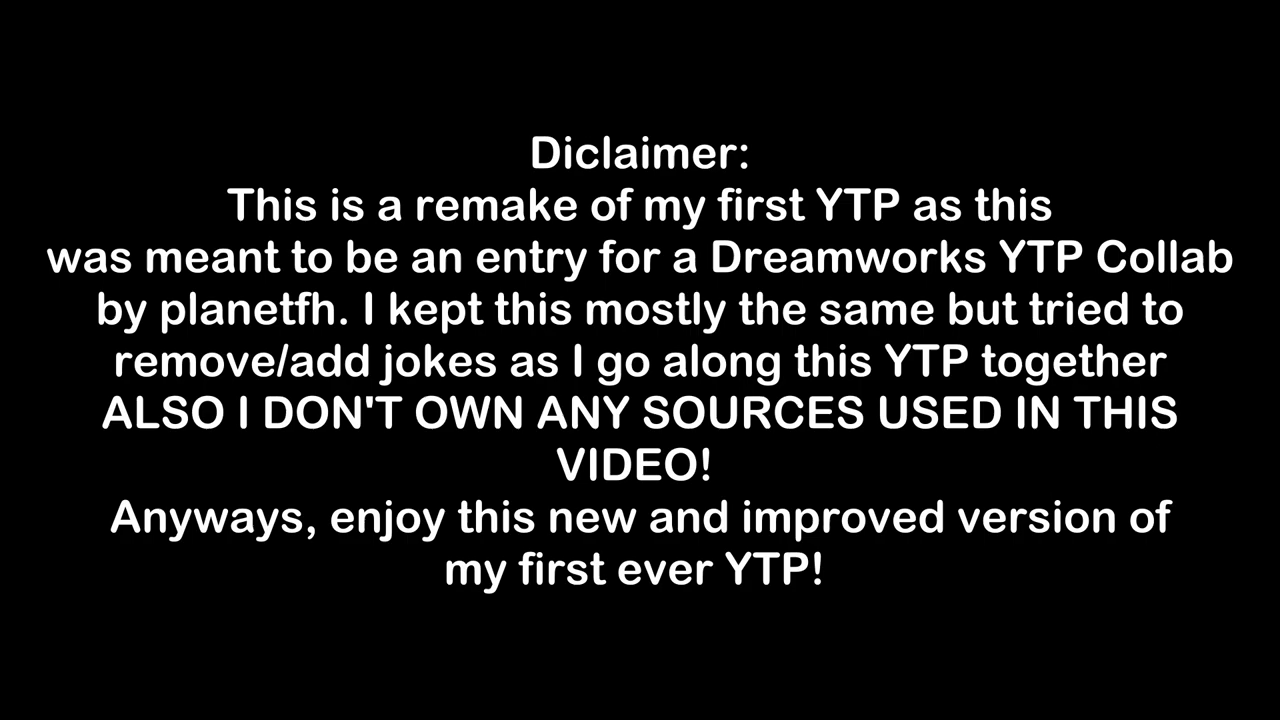 Diclaimer:
This is a remake of my first YTP as this
was meant to be an entry for a Dreamworks YTP Collab
by planetfh. I kept this mostly the same but tried to
remove/add jokes as I go along this YTP together
ALSO I DON'T OWN ANY SOURCES USED IN THIS
VIDEO!
Anyways, enjoy this new and improved version of
my first ever YTP!